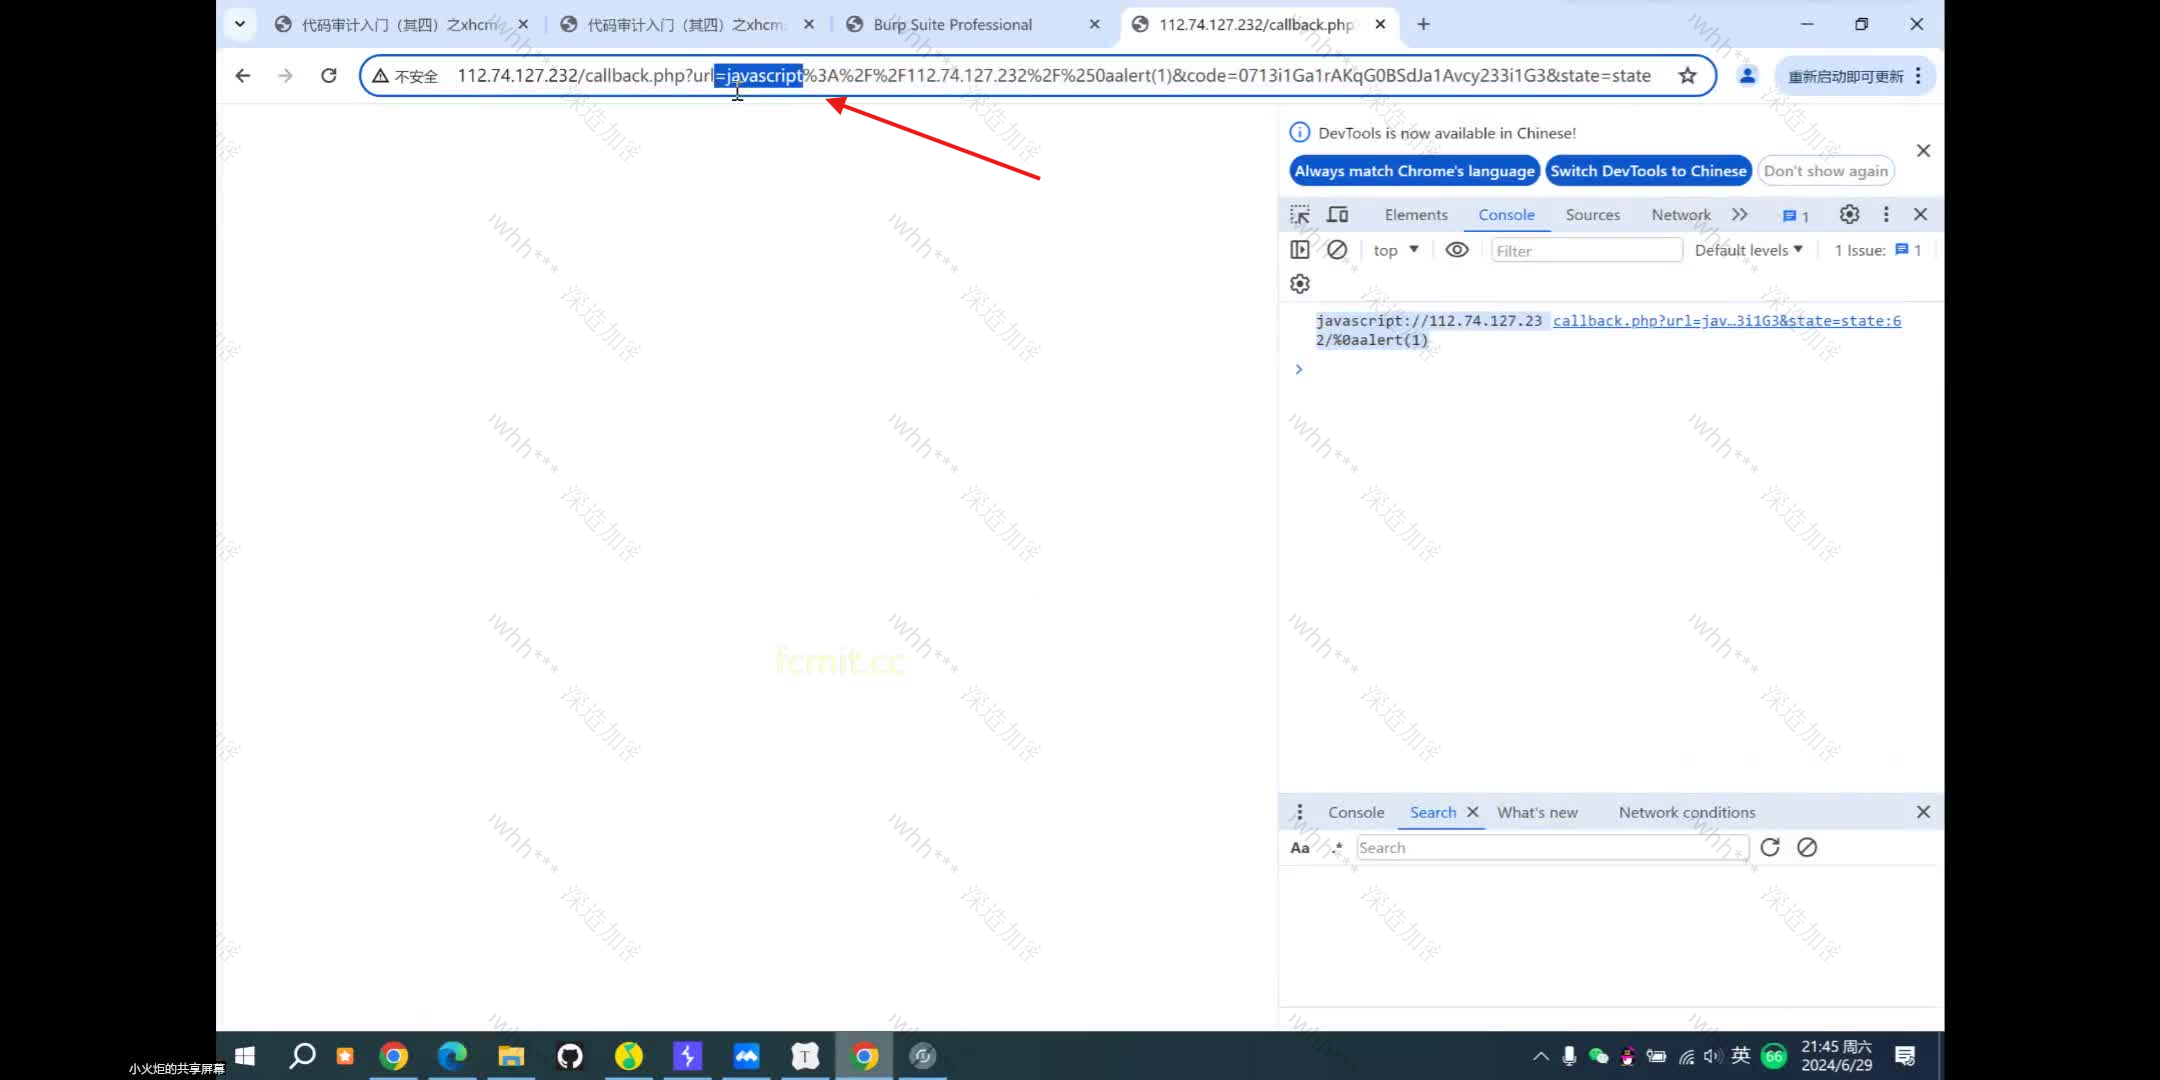 代码审计入门（其四）之xhcm
代码审计入门（其四）之xhcm
Burp Suite Professional
112.74.127.232/callback.php
不安全
112.74.127.232/callback.php?url=javascript%3A%2F%2F112.74.127.232%2F%250aalert(1)&code=0713i1Ga1rAKqG0BSdJa1Avcy233i1G3&state=state
重新启动即可更新
DevTools is now available in Chinese!
Always match Chrome's language
Switch DevTools to Chinese
Don't show again
Elements
Console
Sources
Network
1
top
Filter
Default levels
1 Issue:
1
javascript://112.74.127.23 callback.php?url=jav…3i1G3&state=state:6
2/%0aalert(1)
fcmit.cc
Console
Search
What's new
Network conditions
Aa
.*
Search
小火炬的共享屏幕
英
66
21:45 周六
2024/6/29